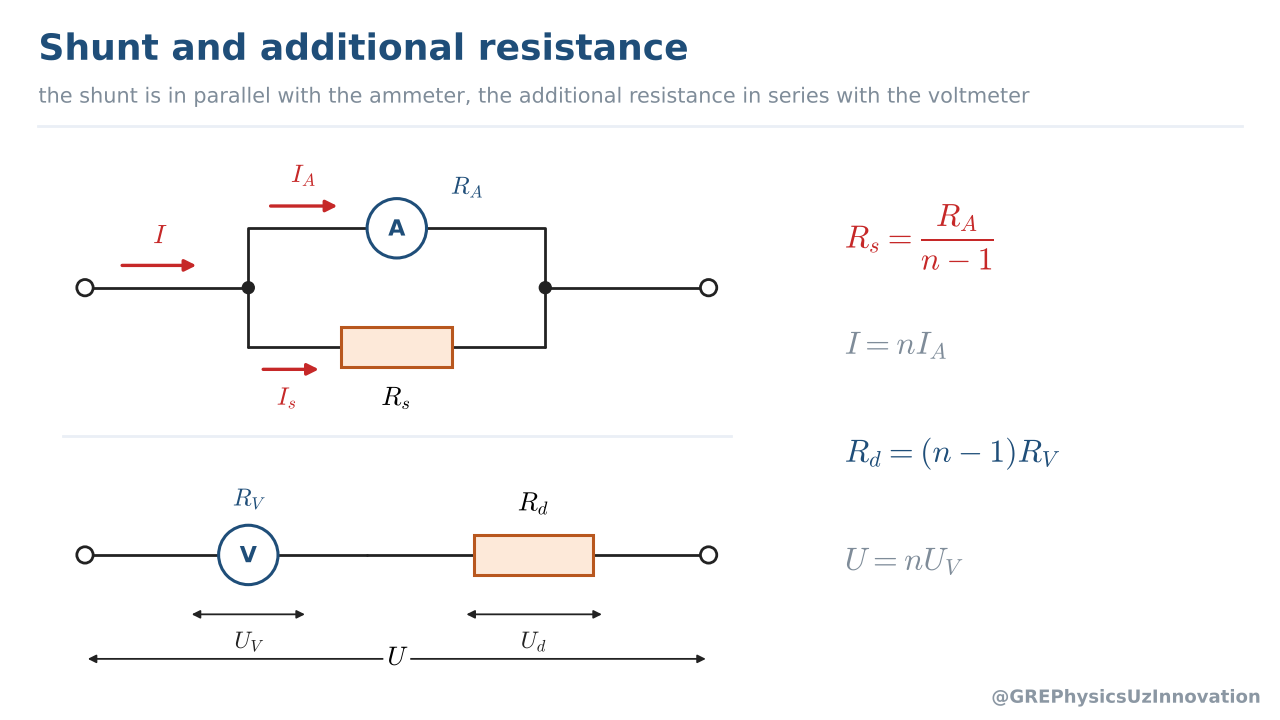 Shunt and additional resistance
the shunt is in parallel with the ammeter, the additional resistance in series with the voltmeter
I_A
R_A
I
A
I_s
R_s
R_s = R_A / (n − 1)
I = nI_A
R_d = (n − 1)R_V
U = nU_V
R_V
R_d
V
U_V
U_d
U
@GREPhysicsUzInnovation